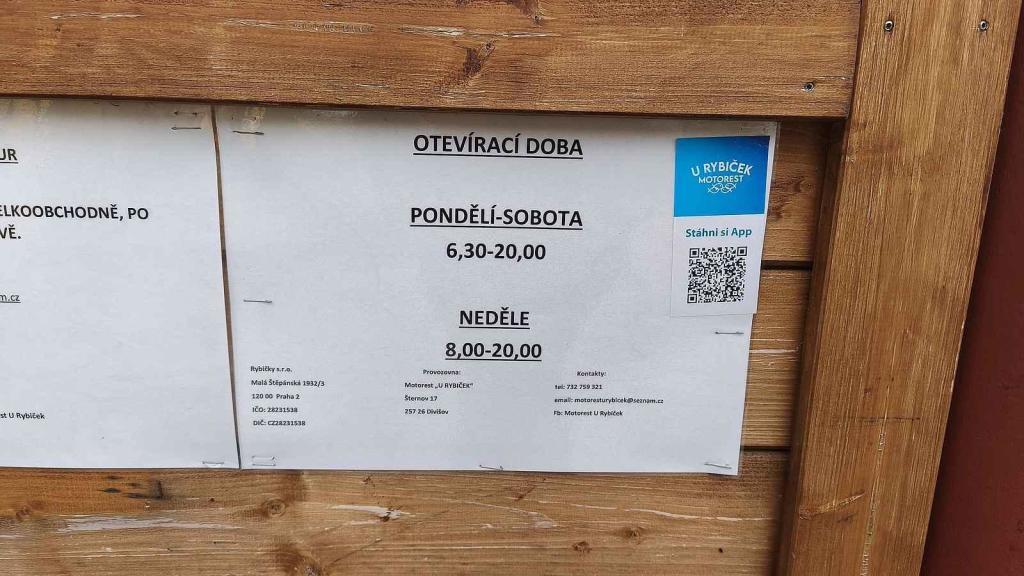 UR
ELKOOBCHODNĚ, PO
VĚ.
m.cz
st U Rybiček
OTEVÍRACÍ DOBA
PONDĚLÍ-SOBOTA
6,30-20,00
NEDĚLE
8,00-20,00
Rybičky s.r.o.
Malá Štěpánská 1932/3
120 00 Praha 2
IČO: 28231538
DIČ: CZ28231538
Provozovna:
Motorest „U RYBIČEK"
Šternov 17
257 26 Divišov
Kontakty:
tel: 732 759 321
email: motoresturybicek@seznam.cz
Fb: Motorest U Rybiček
U RYBIČEK
MOTOREST
Stáhni si App